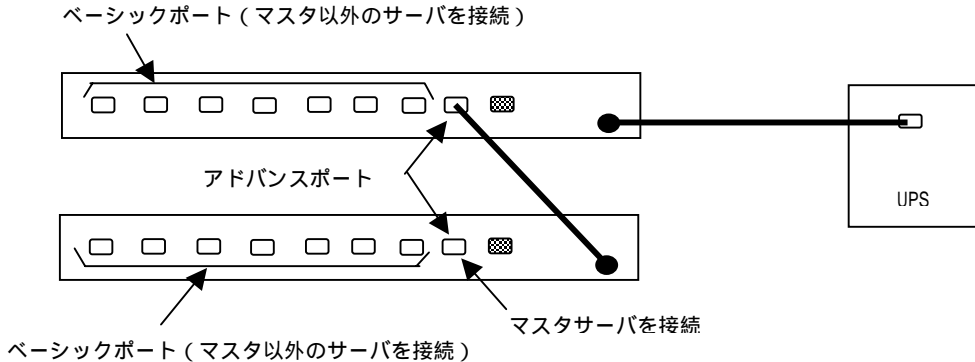 ベーシックポート（マスタ以外のサーバを接続）
アドバンスポート
UPS
マスタサーバを接続
ベーシックポート（マスタ以外のサーバを接続）